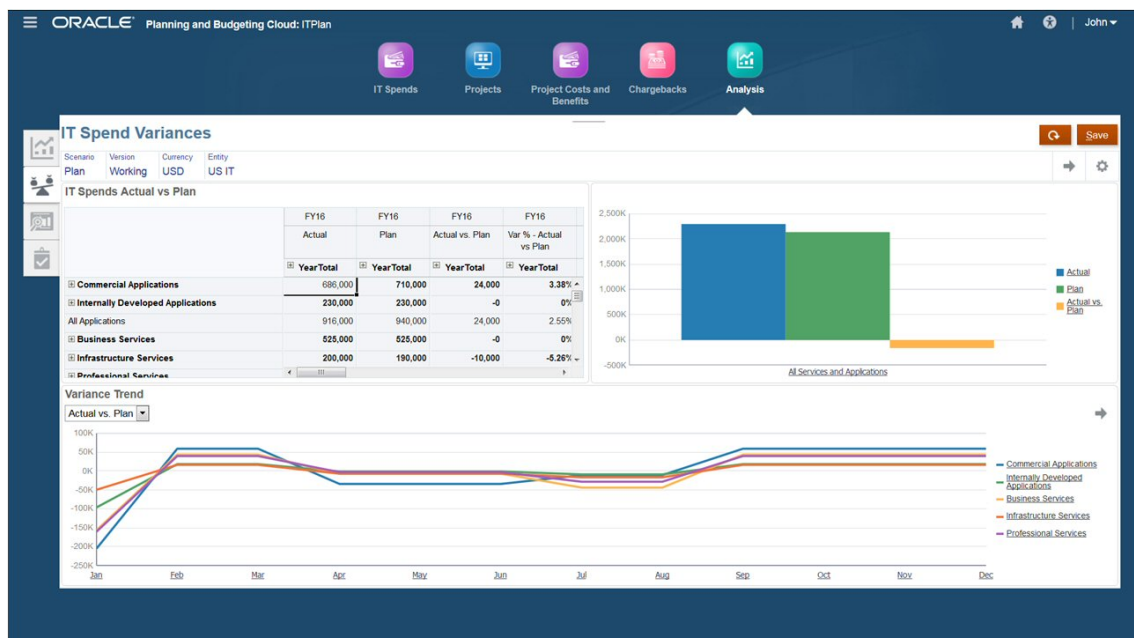 ORACLE Planning and Budgeting Cloud: ITPlan
John
IT Spends
Projects
Project Costs and
Benefits
Chargebacks
Analysis
IT Spend Variances
Save
Scenario Version Currency Entity
Plan Working USD US IT
IT Spends Actual vs Plan
FY16 FY16 FY16 FY16
Actual Plan Actual vs. Plan Var % - Actual
vs Plan
YearTotal YearTotal YearTotal YearTotal
Commercial Applications 686,000 710,000 24,000 3.38%
Internally Developed Applications 230,000 230,000 -0 0%
All Applications 916,000 940,000 24,000 2.55%
Business Services 525,000 525,000 -0 0%
Infrastructure Services 200,000 190,000 -10,000 -5.26%
Professional Services
2,500K
2,000K
1,500K
1,000K
500K
0K
-500K
All Services and Applications
Actual
Plan
Actual vs.
Plan
Variance Trend
Actual vs. Plan
100K
50K
0K
-50K
-100K
-150K
-200K
-250K
Jan Feb Mar Apr May Jun Jul Aug Sep Oct Nov Dec
Commercial Applications
Internally Developed
Applications
Business Services
Infrastructure Services
Professional Services